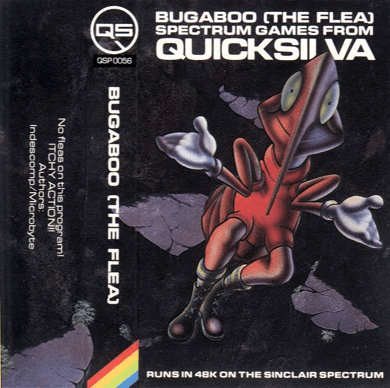 QS
QSP 0056
BUGABOO (THE FLEA)
No fleas on this program!
ITCHY ACTION!!
Authors,
Indescomp/Microbyte
BUGABOO (THE FLEA)
SPECTRUM GAMES FROM
QUICKSILVA
RUNS IN 48K ON THE SINCLAIR SPECTRUM